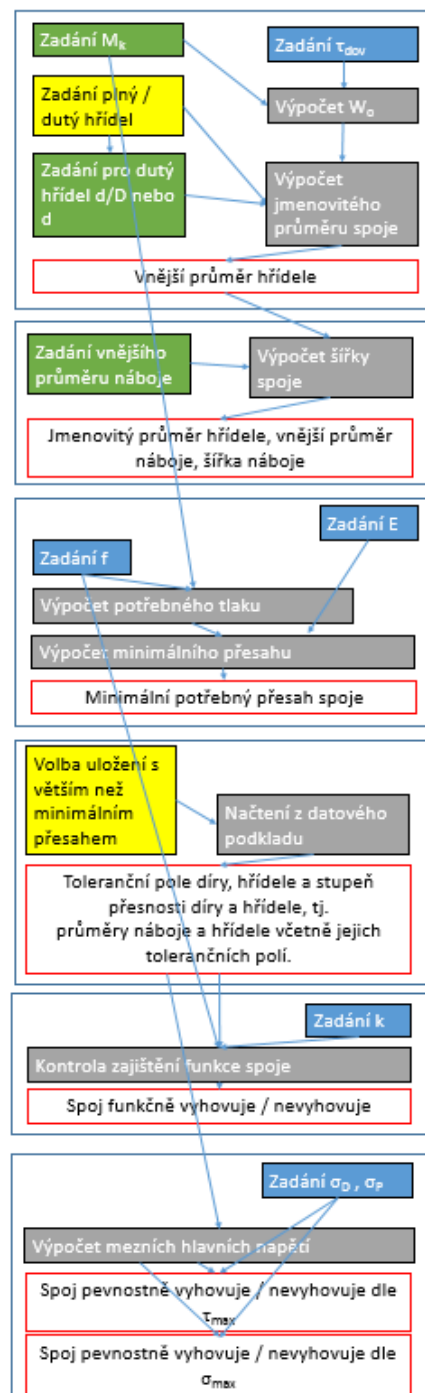 Zadání Mk
Zadání τdov
Zadání plný /
dutý hřídel
Výpočet Wo
Zadání pro dutý
hřídel d/D nebo
d
Výpočet
jmenovitého
průměru spoje
Vnější průměr hřídele
Zadání vnějšího
průměru náboje
Výpočet šířky
spoje
Jmenovitý průměr hřídele, vnější průměr
náboje, šířka náboje
Zadání E
Zadání f
Výpočet potřebného tlaku
Výpočet minimálního přesahu
Minimální potřebný přesah spoje
Volba uložení s
větším než
minimálním
přesahem
Načtení z datového
podkladu
Toleranční pole díry, hřídele a stupeň
přesnosti díry a hřídele, tj.
průměry náboje a hřídele včetně jejich
tolerančních polí.
Zadání k
Kontrola zajištění funkce spoje
Spoj funkčně vyhovuje / nevyhovuje
Zadání σD , σP
Výpočet mezních hlavních napětí
Spoj pevnostně vyhovuje / nevyhovuje dle
τmax
Spoj pevnostně vyhovuje / nevyhovuje dle
σmax